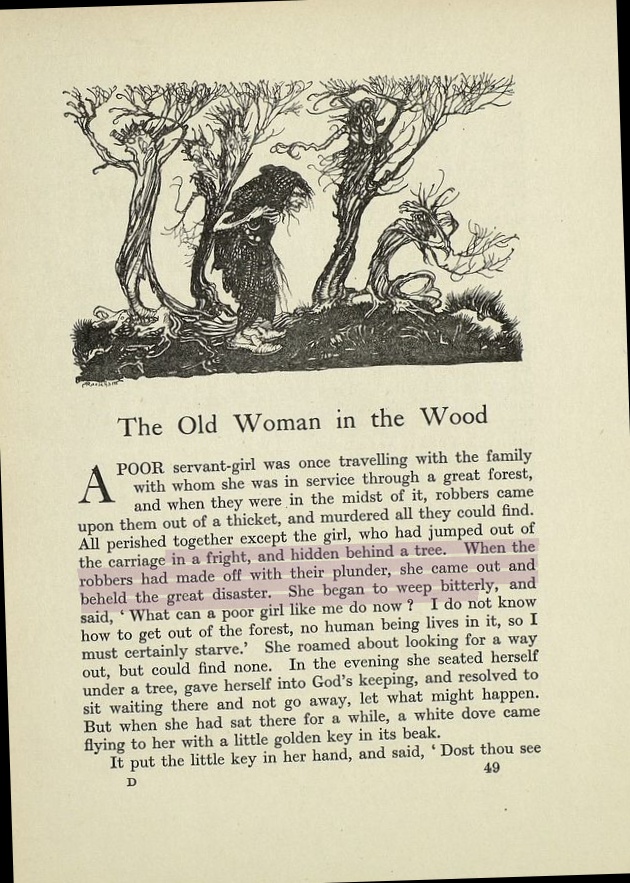 The Old Woman in the Wood
A POOR servant-girl was once travelling with the family
with whom she was in service through a great forest,
and when they were in the midst of it, robbers came
upon them out of a thicket, and murdered all they could find.
All perished together except the girl, who had jumped out of
the carriage in a fright, and hidden behind a tree. When the
robbers had made off with their plunder, she came out and
beheld the great disaster. She began to weep bitterly, and
said, ‘ What can a poor girl like me do now ? I do not know
how to get out of the forest, no human being lives in it, so I
must certainly starve.’ She roamed about looking for a way
out, but could find none. In the evening she seated herself
under a tree, gave herself into God's keeping, and resolved to
sit waiting there and not go away, let what might happen.
But when she had sat there for a while, a white dove came
flying to her with a little golden key in its beak.
It put the little key in her hand, and said, ‘ Dost thou see
D 49